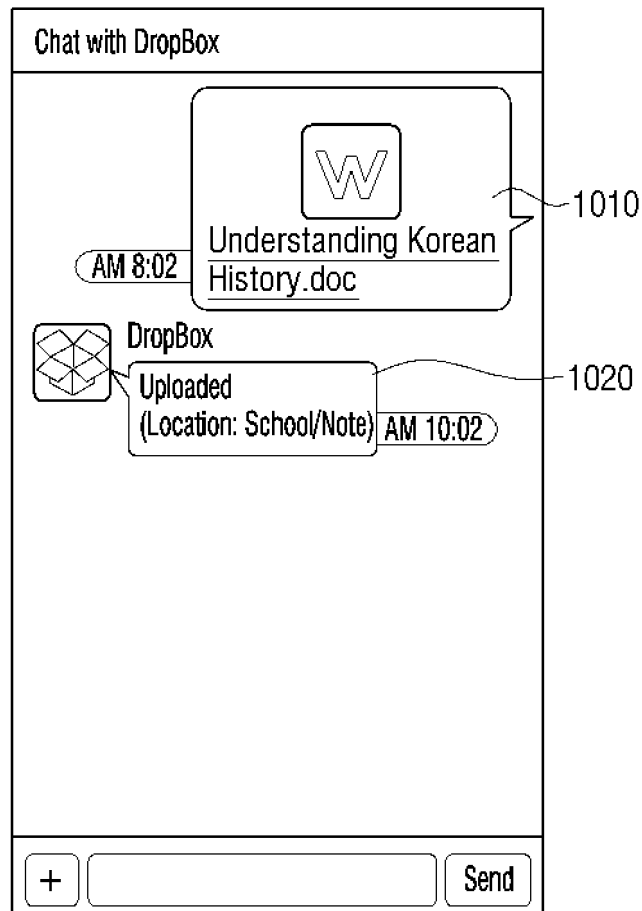 Chat with DropBox
W
1010
Understanding Korean
AM 8:02
History.doc
DropBox
1020
Uploaded
(Location: School/Note) AM 10:02
+
Send